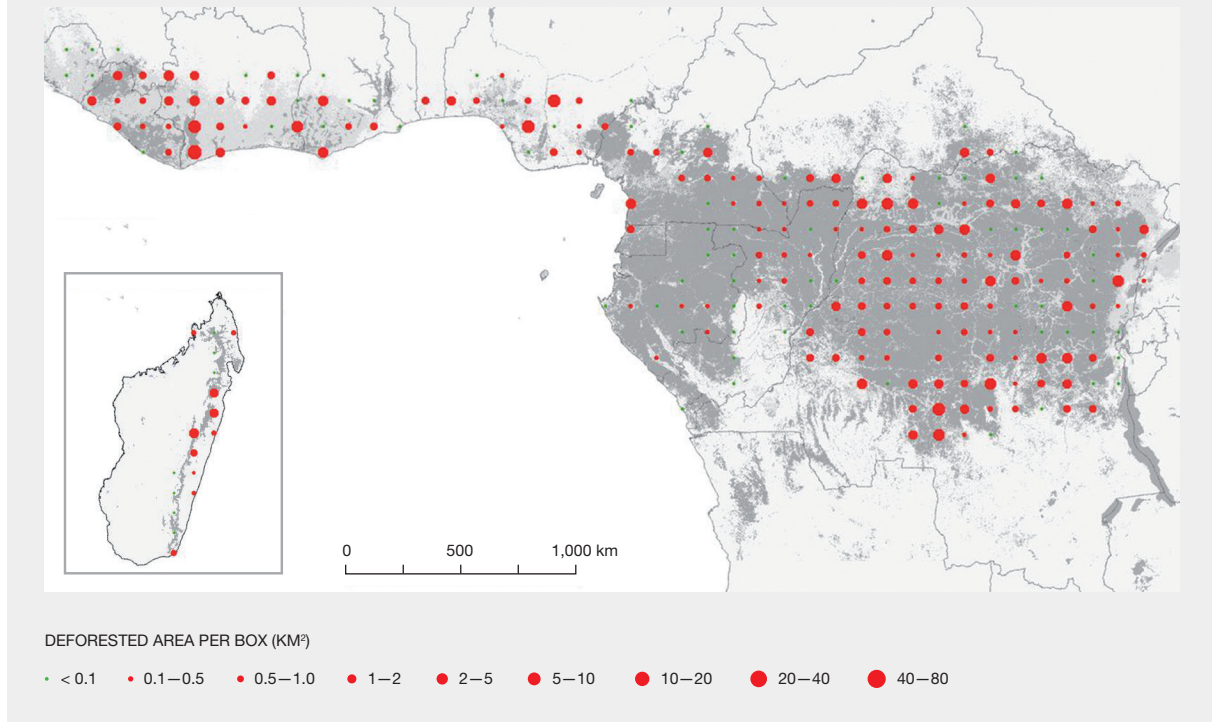 0 500 1,000 km
DEFORESTED AREA PER BOX (KM²)
< 0.1 0.1—0.5 0.5—1.0 1—2 2—5 5—10 10—20 20—40 40—80